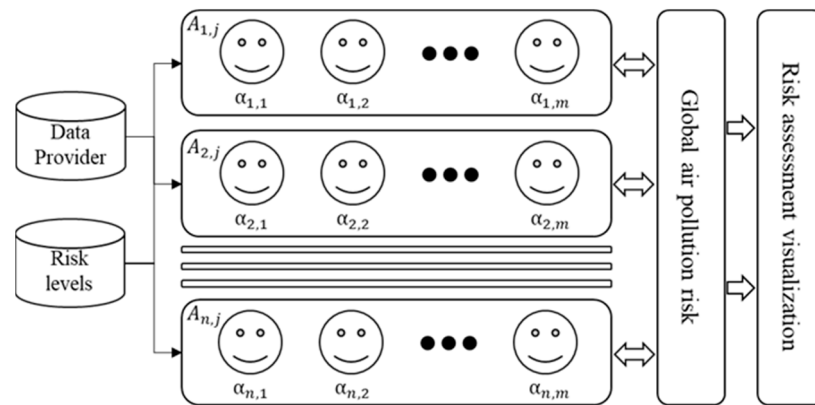 Data
Provider
Risk
levels
A₁,ⱼ
α₁,₁ α₁,₂ α₁,ₘ
A₂,ⱼ
α₂,₁ α₂,₂ α₂,ₘ
Aₙ,ⱼ
αₙ,₁ αₙ,₂ αₙ,ₘ
Global air pollution risk
Risk assessment visualization